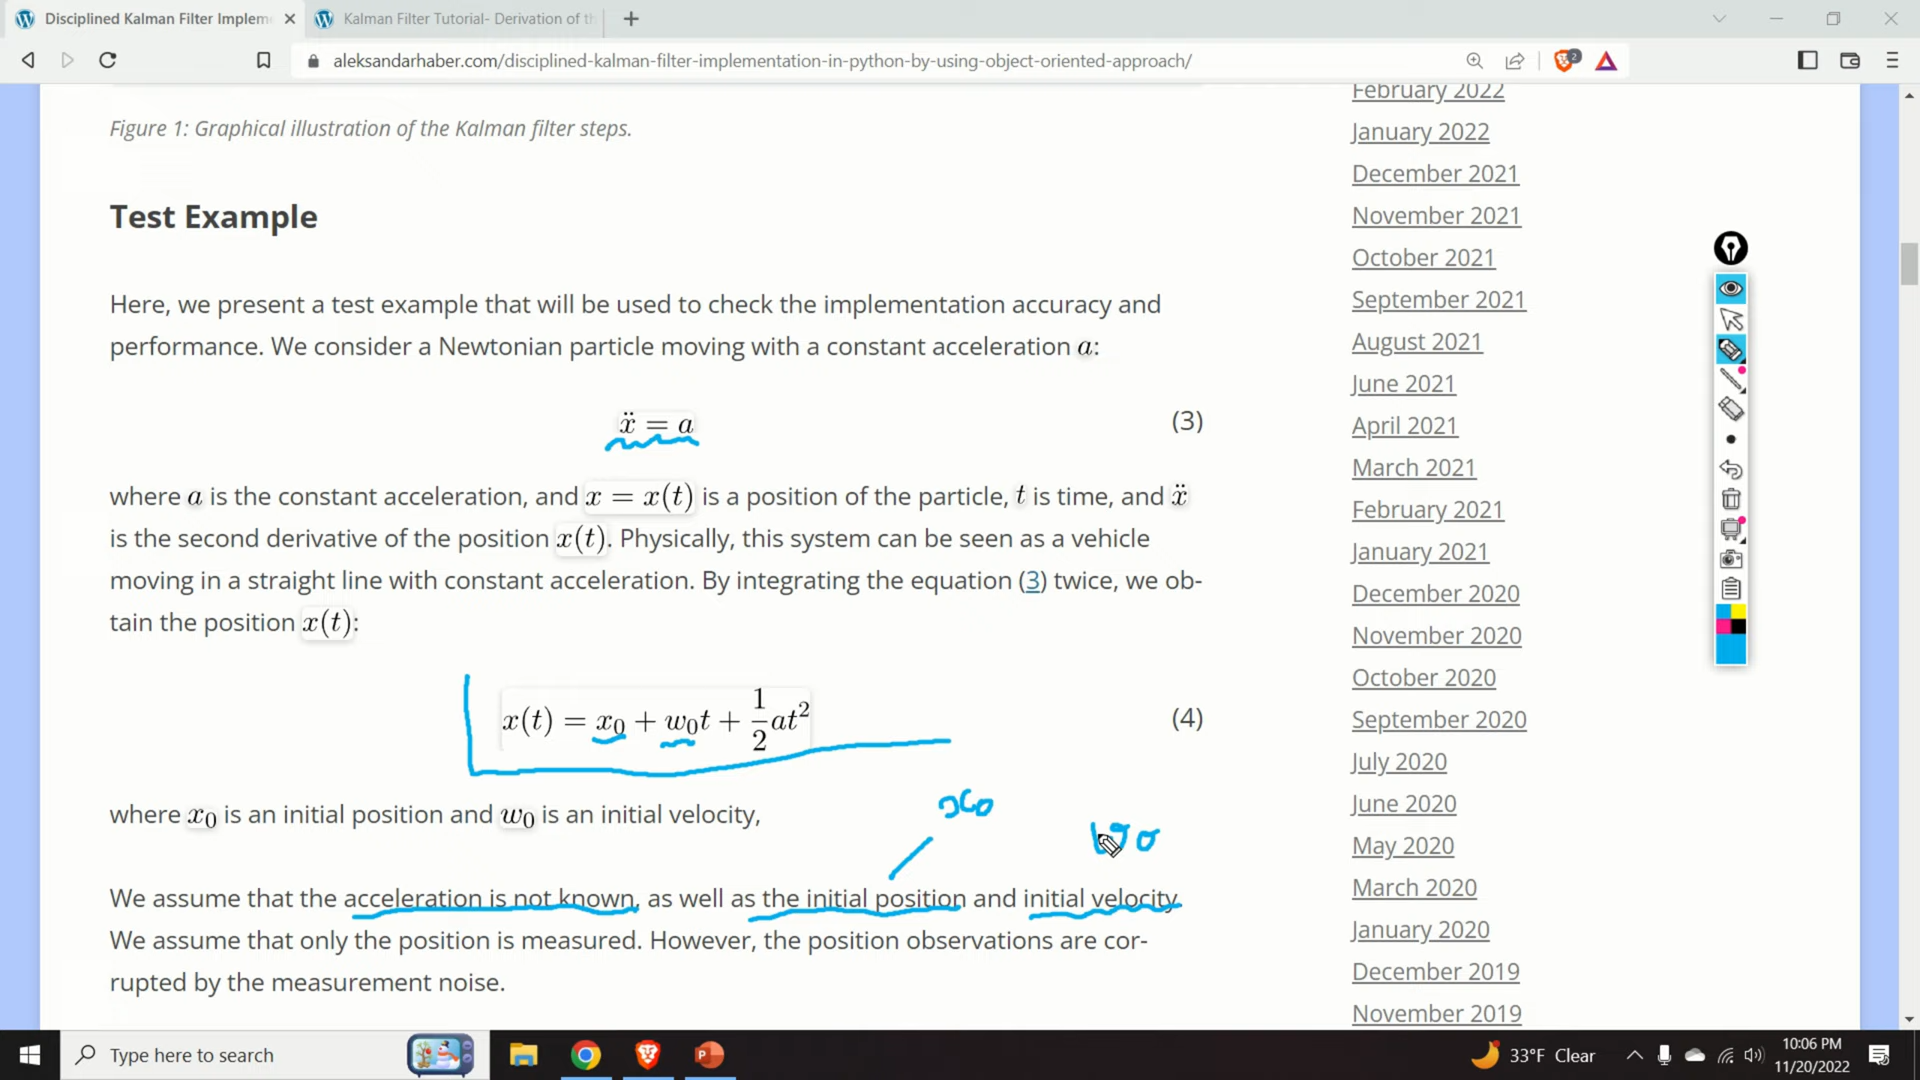 Disciplined Kalman Filter Implem
Kalman Filter Tutorial- Derivation of th
aleksandarhaber.com/disciplined-kalman-filter-implementation-in-python-by-using-object-oriented-approach/
2
Figure 1: Graphical illustration of the Kalman filter steps.
Test Example
Here, we present a test example that will be used to check the implementation accuracy and
performance. We consider a Newtonian particle moving with a constant acceleration a:
ẍ = a (3)
where a is the constant acceleration, and x = x(t) is a position of the particle, t is time, and ẍ
is the second derivative of the position x(t). Physically, this system can be seen as a vehicle
moving in a straight line with constant acceleration. By integrating the equation (3) twice, we ob-
tain the position x(t):
x(t) = x₀ + w₀t + 1/2 at² (4)
where x₀ is an initial position and w₀ is an initial velocity,
x₀
w₀
We assume that the acceleration is not known, as well as the initial position and initial velocity.
We assume that only the position is measured. However, the position observations are cor-
rupted by the measurement noise.
February 2022
January 2022
December 2021
November 2021
October 2021
September 2021
August 2021
June 2021
April 2021
March 2021
February 2021
January 2021
December 2020
November 2020
October 2020
September 2020
July 2020
June 2020
May 2020
March 2020
January 2020
December 2019
November 2019
Type here to search
33°F Clear
10:06 PM
11/20/2022